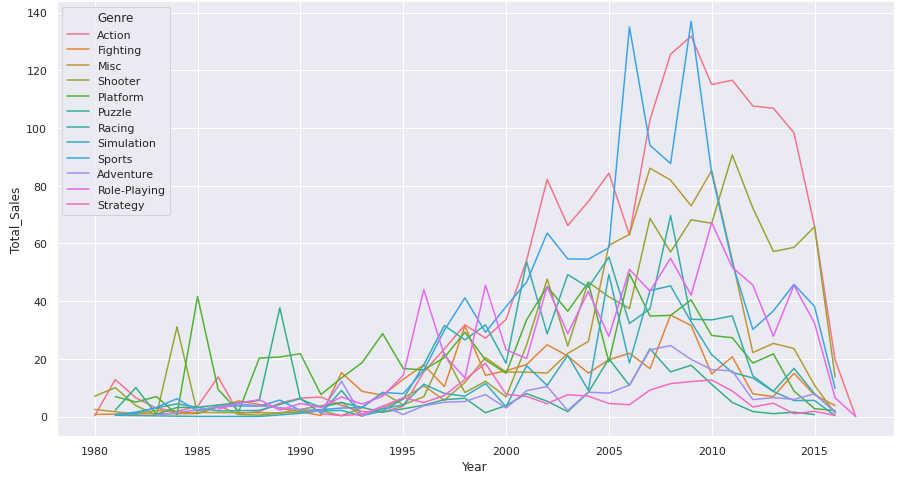 Genre
Action
Fighting
Misc
Shooter
Platform
Puzzle
Racing
Simulation
Sports
Adventure
Role-Playing
Strategy
Total_Sales
140
120
100
80
60
40
20
0
1980 1985 1990 1995 2000 2005 2010 2015
Year